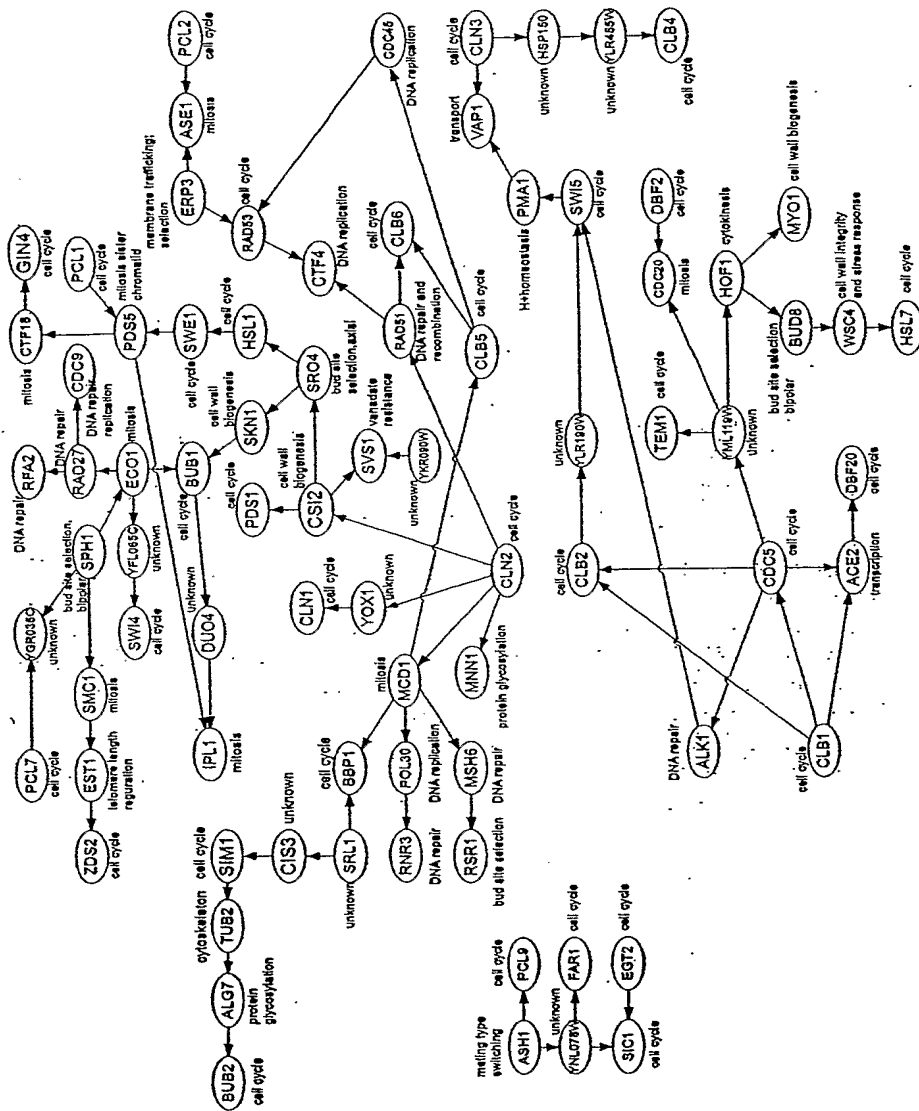 PCL7
cell cycle
YGR035C
unknown
ZDS2
cell cycle
EST1
telomere length
reguration
SMC1
mitosis
SPH1
bud site selection,
bipolar
RFA2
DNA repair
RAD27
DNA repair
CDC9
DNA repair
DNA replication
ECO1
mitosis
YFL065C
unknown
SWI4
cell cycle
BUB1
cell cycle
DUO4
unknown
IPL1
mitosis
CTF18
mitosis
GIN4
cell cycle
PCL1
cell cycle
PDS5
mitosis sister
chromatid
SWE1
cell cycle
HSL1
cell cycle
SKN1
cell wall
biogenesis
SRO4
bud site
selection,axial
PCL2
cell cycle
ASE1
mitosis
ERP3
membrane trafficking;
selection
RAD53
cell cycle
CTF4
DNA replication
CDC45
DNA replication
RAD51
DNA repair and
recombination
CLB6
cell cycle
CLB5
cell cycle
PDS1
cell cycle
CSI2
cell wall
biogenesis
SVS1
vanadate
resistance
YKR090W
unknown
CLN1
cell cycle
YOX1
unknown
CLN2
cell cycle
MNN1
protein glycosylation
MCD1
mitosis
BBP1
cell cycle
POL30
DNA replication
MSH6
DNA repair
RNR3
DNA repair
RSR1
bud site selection
SRL1
unknown
CIS3
unknown
SIM1
cell cycle
TUB2
cytoskeleton
ALG7
protein
glycosylation
BUB2
cell cycle
CLN3
cell cycle
HSP150
unknown
YLR465W
unknown
CLB4
cell cycle
VAP1
transport
PMA1
H+homeostasis
SWI5
cell cycle
YLR190W
unknown
CLB2
cell cycle
DBF2
cell cycle
CDC20
mitosis
TEM1
cell cycle
YML119W
Unknown
HOF1
cytokinesis
MYO1
cell wall biogenesis
BUD8
bud site selection
bipolar
WSC4
cell wall integrity
and stress response
HSL7
cell cycle
CDC5
cell cycle
ACE2
transcription
DBF20
cell cycle
ALK1
DNA repair
CLB1
cell cycle
ASH1
mating type
switching
PCL9
cell cycle
YNL078W
unknown
FAR1
cell cycle
SIC1
cell cycle
EGT2
cell cycle